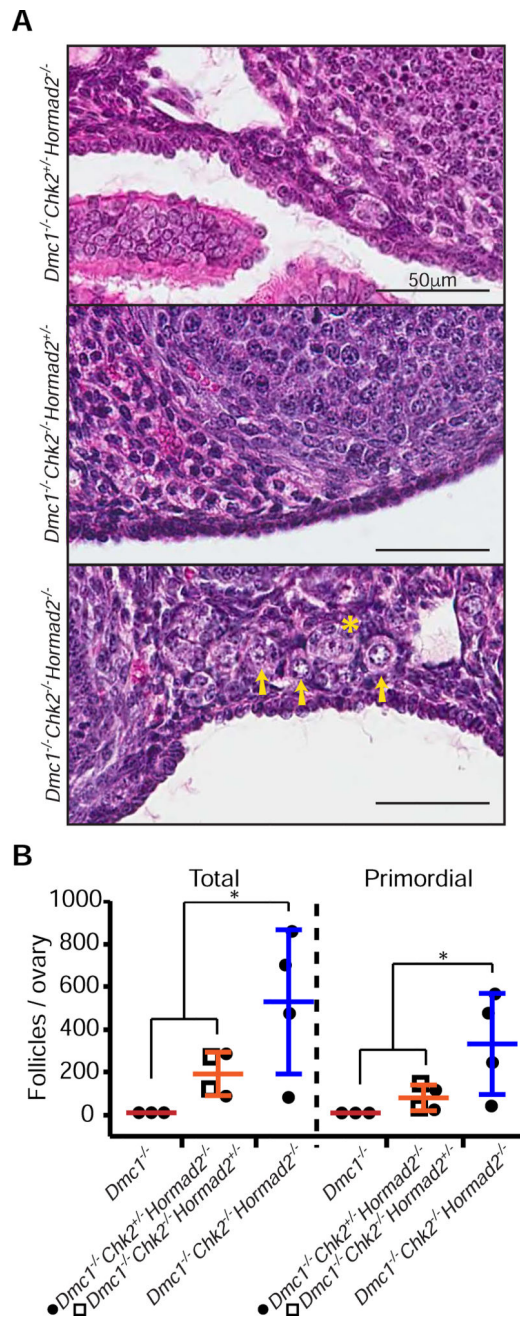 A
Dmc1-/- Chk2+/- Hormad2-/-
50µm
Dmc1-/- Chk2-/- Hormad2+/-
Dmc1-/- Chk2-/- Hormad2-/-
*
B
Total
Primordial
*
*
Follicles / ovary
1000
800
600
400
200
0
Dmc1-/-
Dmc1-/- Chk2+/- Hormad2-/-
Dmc1-/- Chk2-/- Hormad2+/-
Dmc1-/- Chk2-/- Hormad2-/-
Dmc1-/-
Dmc1-/- Chk2+/- Hormad2-/-
Dmc1-/- Chk2-/- Hormad2+/-
Dmc1-/- Chk2-/- Hormad2-/-